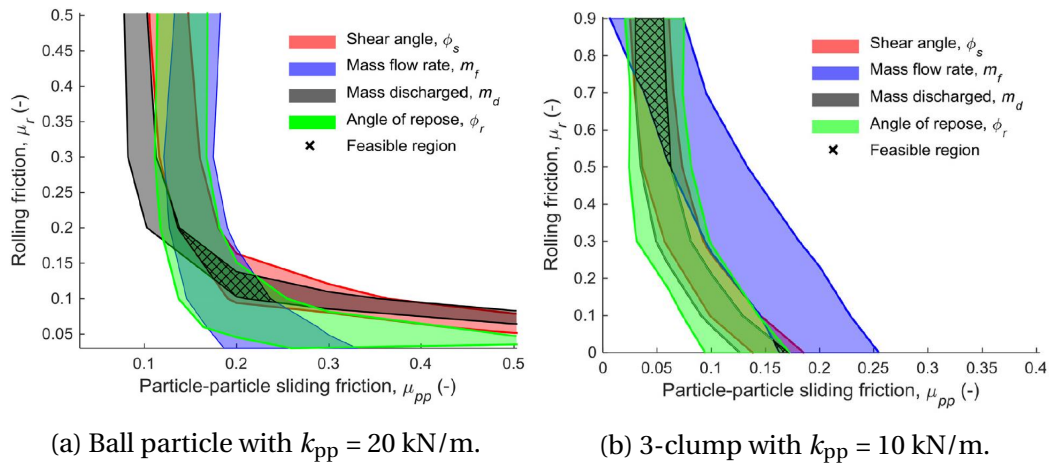 0.5
0.45
0.4
0.35
0.3
0.25
0.2
0.15
0.1
0.05
Rolling friction, μr (-)
0.1
0.2
0.3
0.4
0.5
Particle-particle sliding friction, μpp (-)
Shear angle, ϕs
Mass flow rate, mf
Mass discharged, md
Angle of repose, ϕr
Feasible region
(a) Ball particle with kpp = 20 kN/m.
0.9
0.8
0.7
0.6
0.5
0.4
0.3
0.2
0.1
0
Rolling friction, μr (-)
0
0.05
0.1
0.15
0.2
0.25
0.3
0.35
0.4
Particle-particle sliding friction, μpp (-)
Shear angle, ϕs
Mass flow rate, mf
Mass discharged, md
Angle of repose, ϕr
Feasible region
(b) 3-clump with kpp = 10 kN/m.